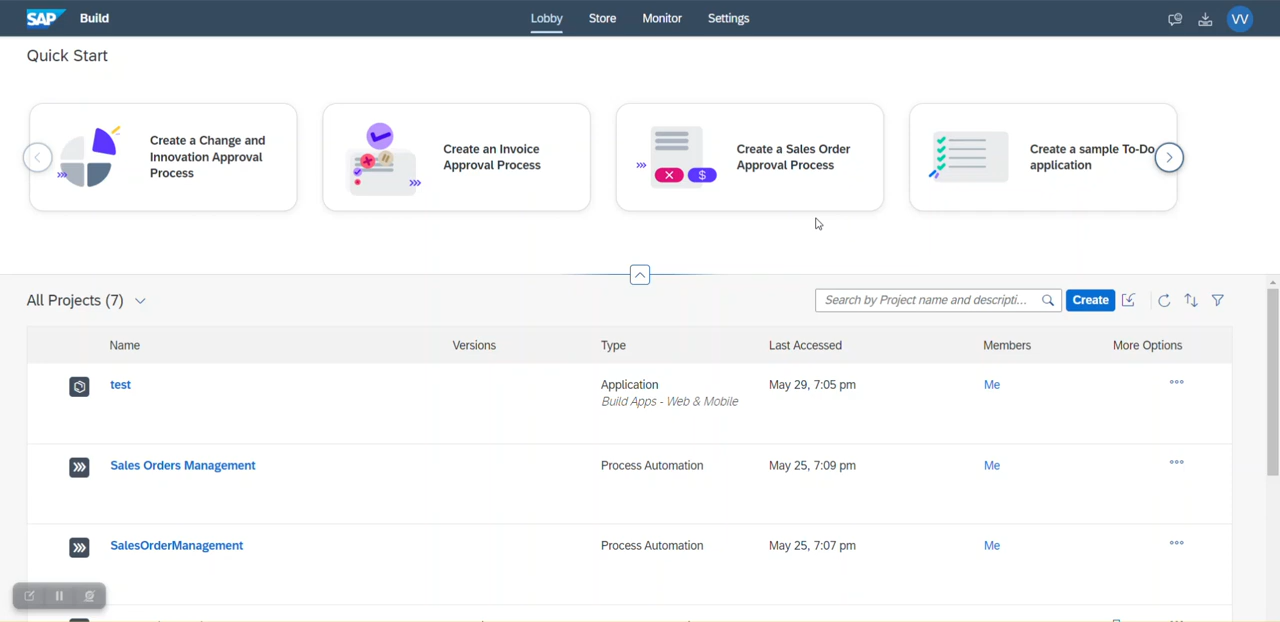 SAP Build Lobby Store Monitor Settings VV
Quick Start
Create a Change and
Innovation Approval
Process
Create an Invoice
Approval Process
Create a Sales Order
Approval Process
$
Create a sample To-Do
application
All Projects (7)
Search by Project name and descripti...
Create
Name Versions Type Last Accessed Members More Options
test Application May 29, 7:05 pm Me
Build Apps - Web & Mobile
Sales Orders Management Process Automation May 25, 7:09 pm Me
SalesOrderManagement Process Automation May 25, 7:07 pm Me